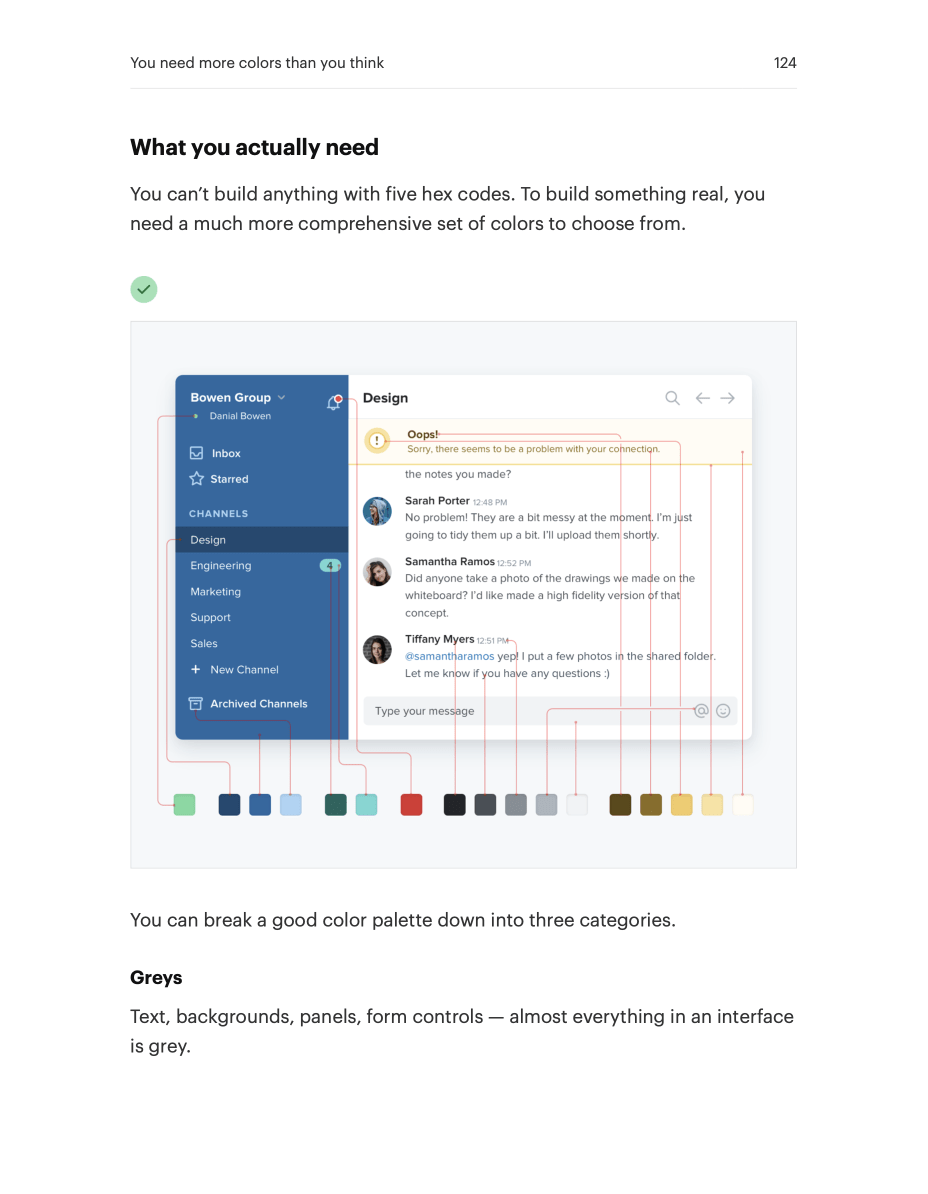 You need more colors than you think
124
What you actually need
You can’t build anything with five hex codes. To build something real, you
need a much more comprehensive set of colors to choose from.
Bowen Group
Danial Bowen
Inbox
Starred
CHANNELS
Design
Engineering
4
Marketing
Support
Sales
+ New Channel
Archived Channels
Design
!
Oops!
Sorry, there seems to be a problem with your connection.
the notes you made?
Sarah Porter 12:48 PM
No problem! They are a bit messy at the moment. I’m just
going to tidy them up a bit. I’ll upload them shortly.
Samantha Ramos 12:52 PM
Did anyone take a photo of the drawings we made on the
whiteboard? I’d like made a high fidelity version of that
concept.
Tiffany Myers 12:51 PM
@samantharamos yep! I put a few photos in the shared folder.
Let me know if you have any questions :)
Type your message
@
You can break a good color palette down into three categories.
Greys
Text, backgrounds, panels, form controls — almost everything in an interface
is grey.